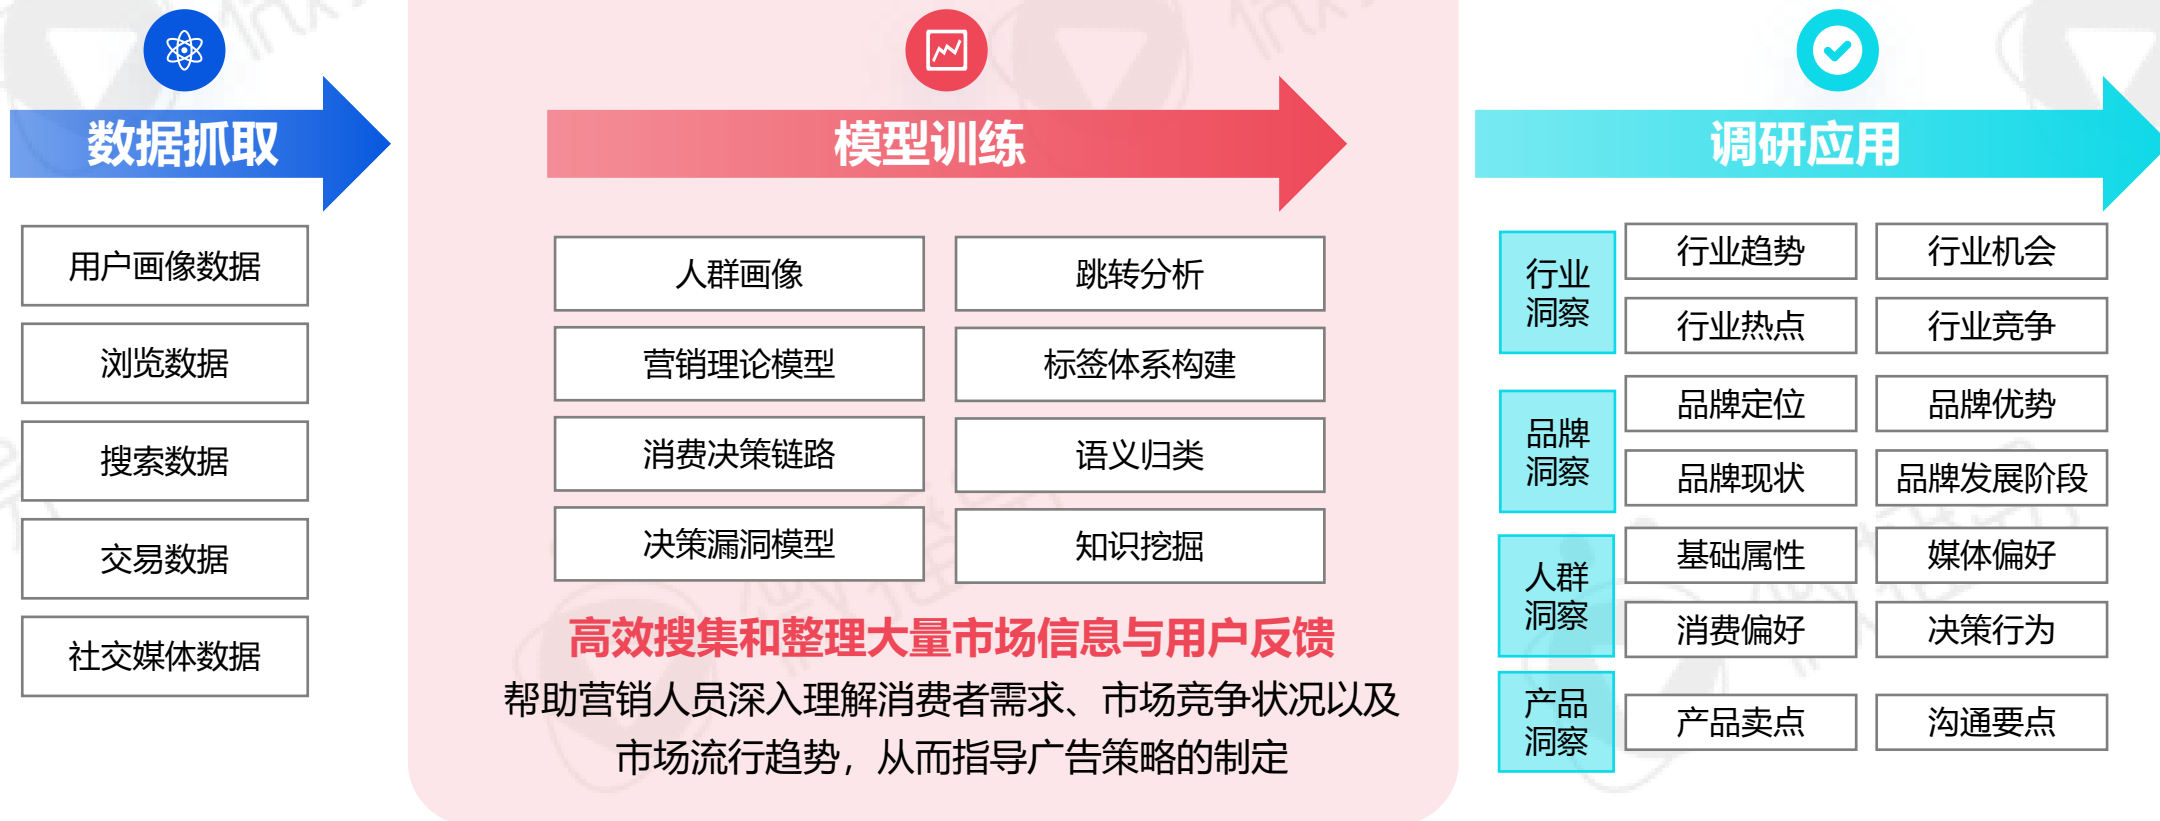 数据抓取
用户画像数据
浏览数据
搜索数据
交易数据
社交媒体数据
模型训练
人群画像
跳转分析
营销理论模型
标签体系构建
消费决策链路
语义归类
决策漏洞模型
知识挖掘
高效搜集和整理大量市场信息与用户反馈
帮助营销人员深入理解消费者需求、市场竞争状况以及
市场流行趋势，从而指导广告策略的制定
调研应用
行业
洞察
行业趋势
行业机会
行业热点
行业竞争
品牌
洞察
品牌定位
品牌优势
品牌现状
品牌发展阶段
人群
洞察
基础属性
媒体偏好
消费偏好
决策行为
产品
洞察
产品卖点
沟通要点